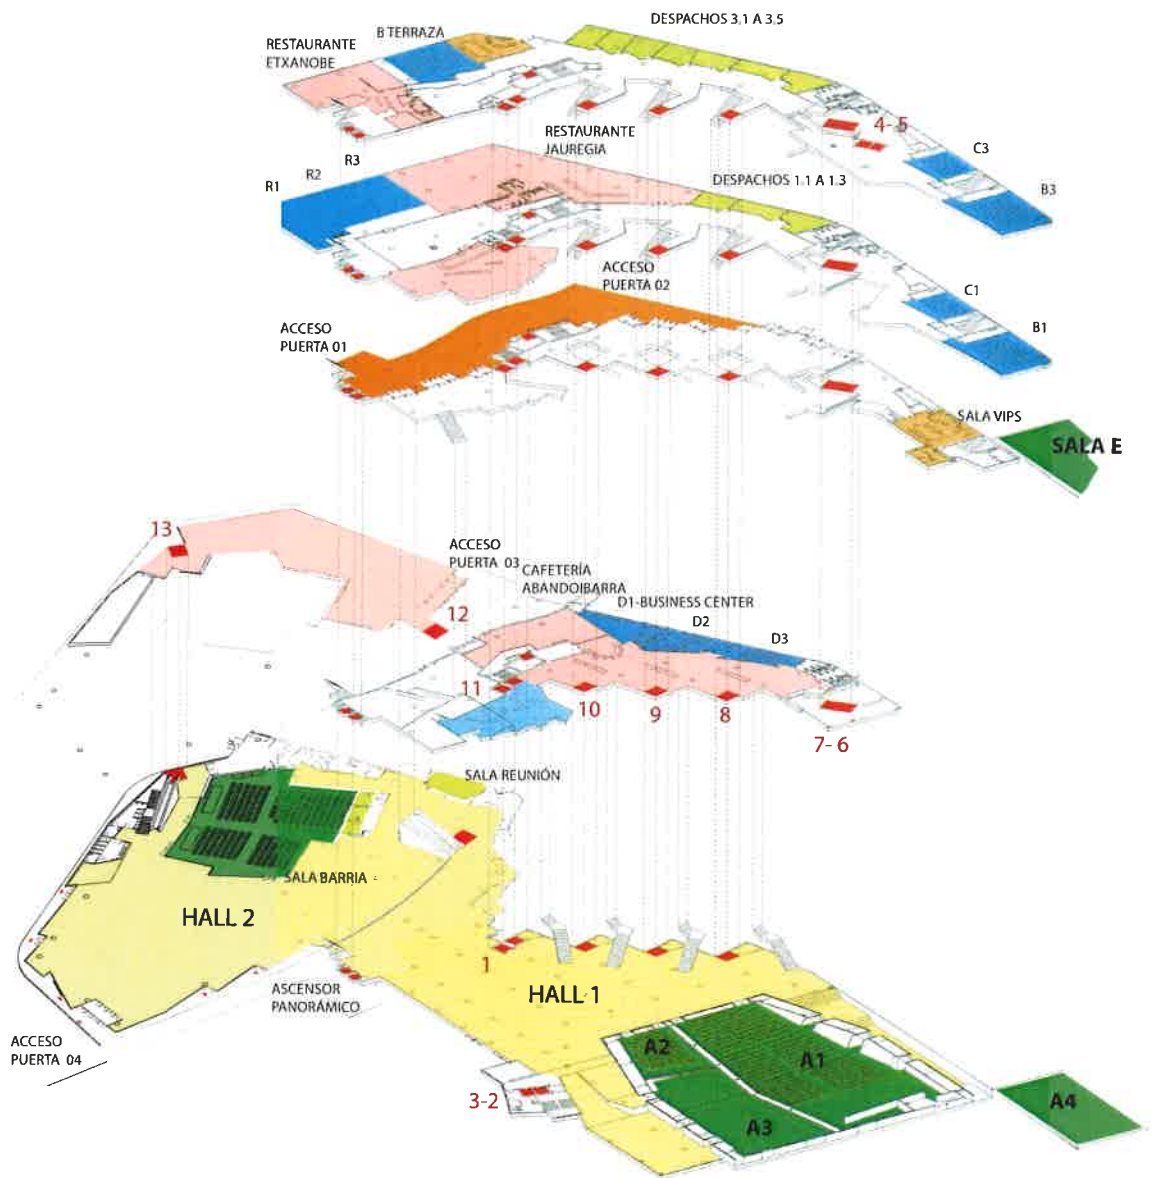 DESPACHOS 3.1 A 3.5
B TERRAZA
RESTAURANTE
ETXANOBE
4- 5
C3
B3
RESTAURANTE
JAUREGIA
R3
R2
R1
DESPACHOS 1.1 A 1.3
C1
B1
ACCESO
PUERTA 02
ACCESO
PUERTA 01
SALA VIPS
SALA E
13
ACCESO
PUERTA 03
CAFETERÍA
ABANDOIBARRA
D1-BUSINESS CENTER
D2
D3
12
11
10
9
8
7- 6
SALA REUNIÓN
SALA BARRIA
HALL 2
1
ASCENSOR
PANORÁMICO
HALL 1
ACCESO
PUERTA 04
A2
A1
3-2
A3
A4